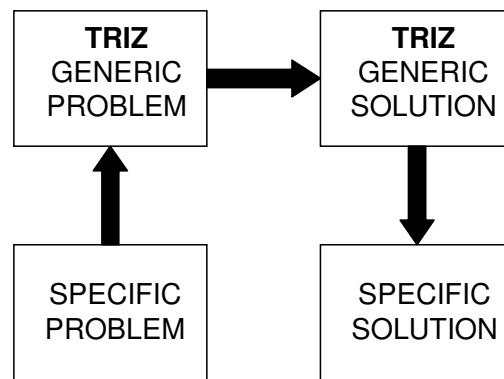 TRIZ
GENERIC
PROBLEM
TRIZ
GENERIC
SOLUTION
SPECIFIC
PROBLEM
SPECIFIC
SOLUTION